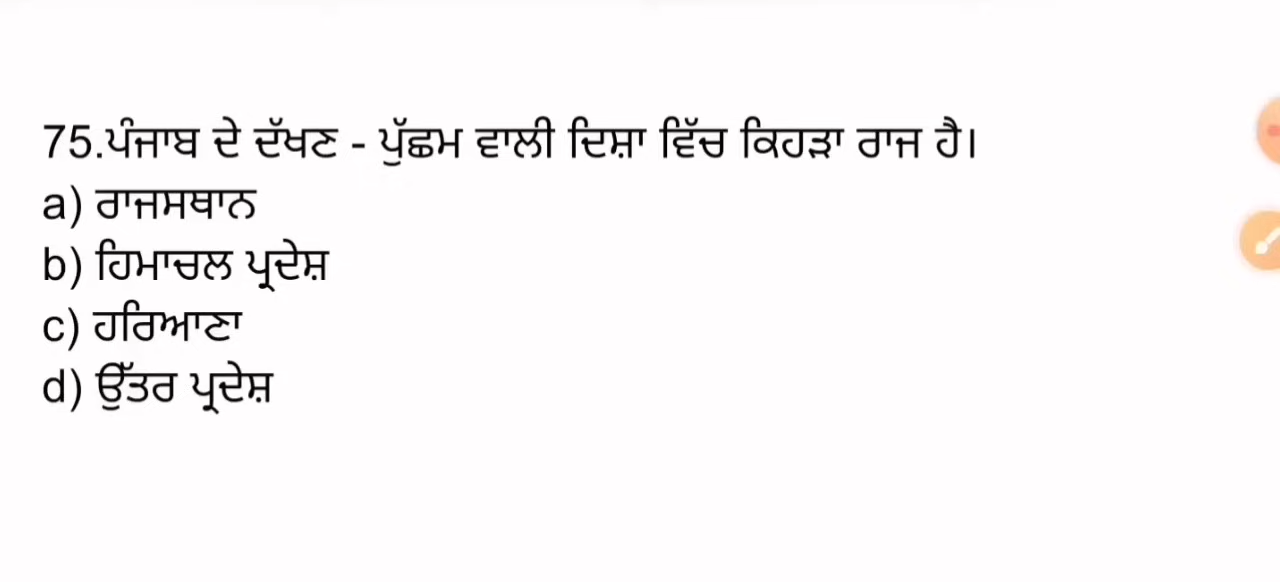 75.ਪੰਜਾਬ ਦੇ ਦੱਖਣ - ਪੁੱਛਮ ਵਾਲੀ ਦਿਸ਼ਾ ਵਿੱਚ ਕਿਹੜਾ ਰਾਜ ਹੈ।
a) ਰਾਜਸਥਾਨ
b) ਹਿਮਾਚਲ ਪ੍ਰਦੇਸ਼
c) ਹਰਿਆਣਾ
d) ਉੱਤਰ ਪ੍ਰਦੇਸ਼